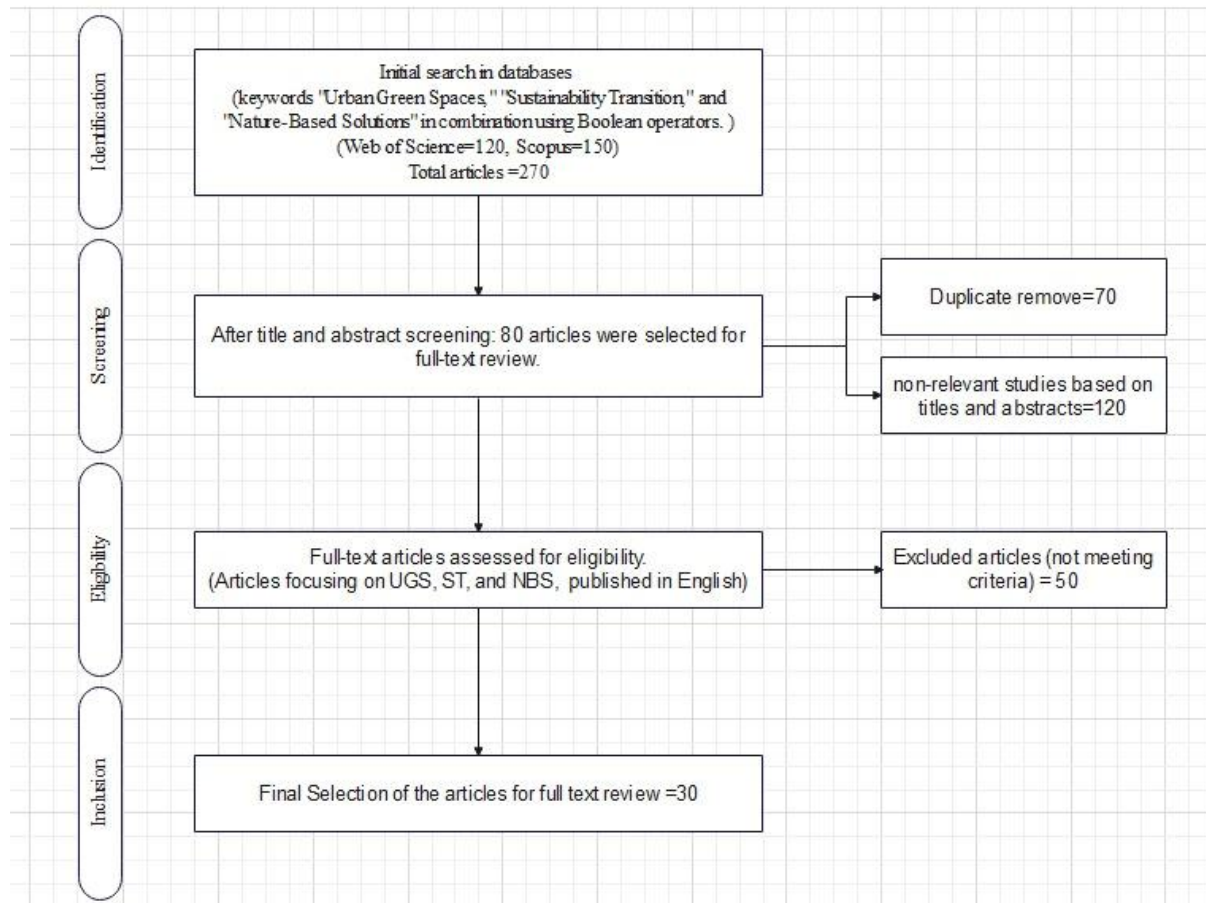 Identification
Initial search in databases
(keywords "Urban Green Spaces," "Sustainability Transition," and
"Nature-Based Solutions" in combination using Boolean operators. )
(Web of Science=120, Scopus=150)
Total articles =270
Screening
After title and abstract screening: 80 articles were selected for
full-text review.
Duplicate remove=70
non-relevant studies based on
titles and abstracts=120
Eligibility
Full-text articles assessed for eligibility.
(Articles focusing on UGS, ST, and NBS, published in English)
Excluded articles (not meeting
criteria) = 50
Inclusion
Final Selection of the articles for full text review =30